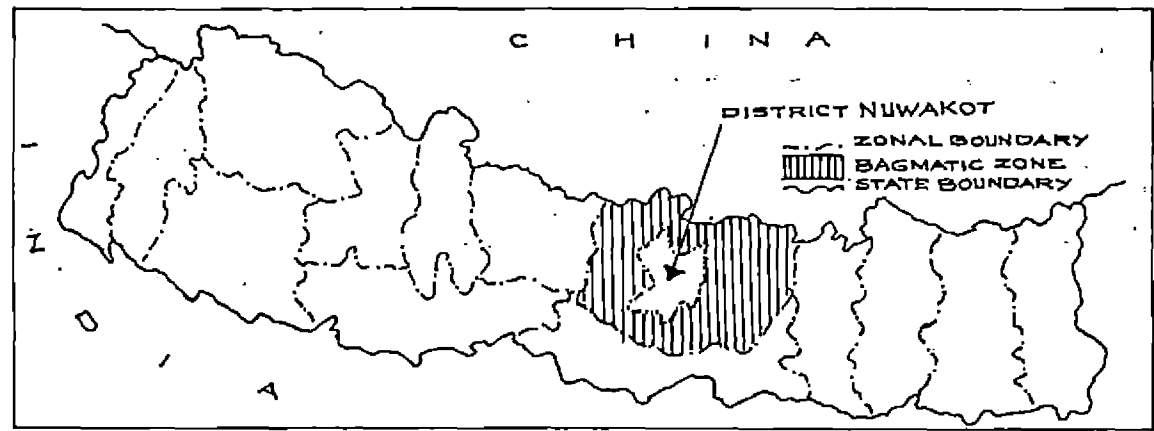 C H I N A
DISTRICT NUWAKOT
ZONAL BOUNDARY
BAGMATIC ZONE
STATE BOUNDARY
I N D I A